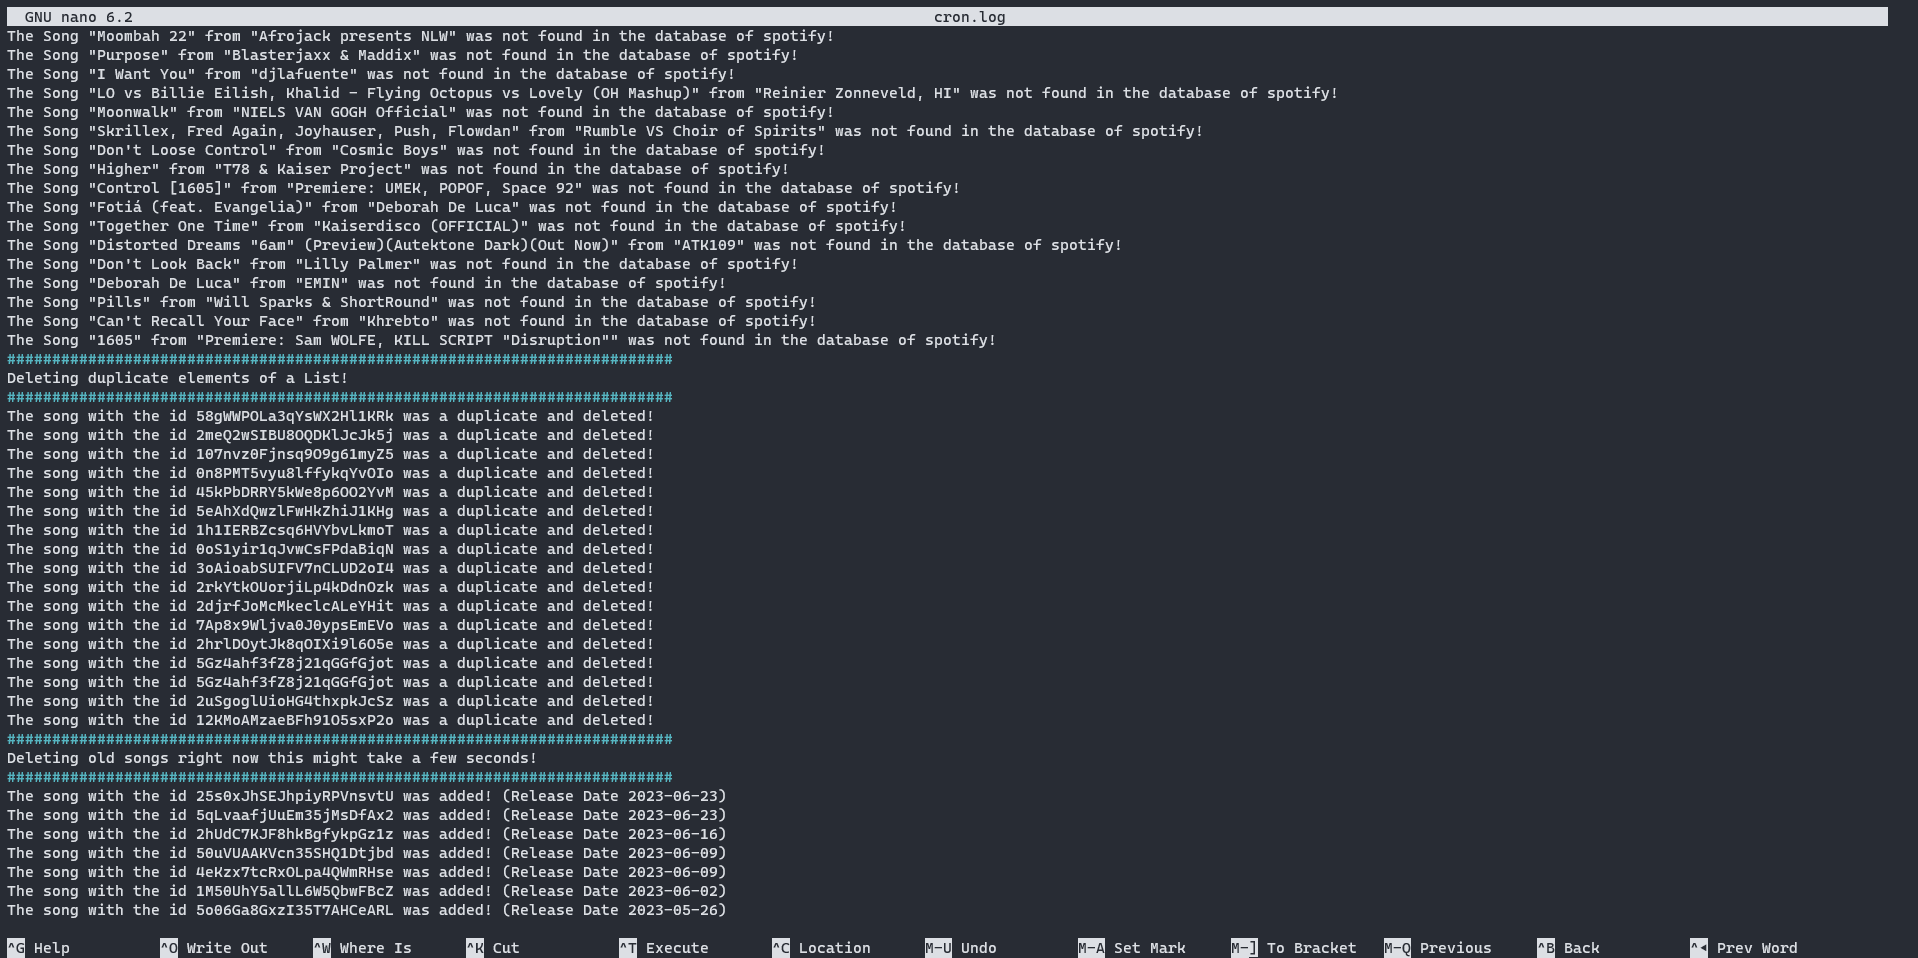 GNU nano 6.2 cron.log
The Song "Moombah 22" from "Afrojack presents NLW" was not found in the database of spotify!
The Song "Purpose" from "Blasterjaxx & Maddix" was not found in the database of spotify!
The Song "I Want You" from "djlafuente" was not found in the database of spotify!
The Song "LO vs Billie Eilish, Khalid - Flying Octopus vs Lovely (OH Mashup)" from "Reinier Zonneveld, HI" was not found in the database of spotify!
The Song "Moonwalk" from "NIELS VAN GOGH Official" was not found in the database of spotify!
The Song "Skrillex, Fred Again, Joyhauser, Push, Flowdan" from "Rumble VS Choir of Spirits" was not found in the database of spotify!
The Song "Don't Loose Control" from "Cosmic Boys" was not found in the database of spotify!
The Song "Higher" from "T78 & Kaiser Project" was not found in the database of spotify!
The Song "Control [1605]" from "Premiere: UMEK, POPOF, Space 92" was not found in the database of spotify!
The Song "Fotiá (feat. Evangelia)" from "Deborah De Luca" was not found in the database of spotify!
The Song "Together One Time" from "Kaiserdisco (OFFICIAL)" was not found in the database of spotify!
The Song "Distorted Dreams "6am" (Preview)(Autektone Dark)(Out Now)" from "ATK109" was not found in the database of spotify!
The Song "Don't Look Back" from "Lilly Palmer" was not found in the database of spotify!
The Song "Deborah De Luca" from "EMIN" was not found in the database of spotify!
The Song "Pills" from "Will Sparks & ShortRound" was not found in the database of spotify!
The Song "Can't Recall Your Face" from "Khrebto" was not found in the database of spotify!
The Song "1605" from "Premiere: Sam WOLFE, KILL SCRIPT "Disruption"" was not found in the database of spotify!
##########################################################################
Deleting duplicate elements of a List!
##########################################################################
The song with the id 58gWWPOLa3qYsWX2Hl1KRk was a duplicate and deleted!
The song with the id 2meQ2wSIBU8OQDKlJcJk5j was a duplicate and deleted!
The song with the id 107nvz0Fjnsq9O9g61myZ5 was a duplicate and deleted!
The song with the id 0n8PMT5vyu8lffykqYvOIo was a duplicate and deleted!
The song with the id 45kPbDRRY5kWe8p6OO2YvM was a duplicate and deleted!
The song with the id 5eAhXdQwzlFwHkZhiJ1KHg was a duplicate and deleted!
The song with the id 1h1IERBZcsq6HVYbvLkmoT was a duplicate and deleted!
The song with the id 0oS1yir1qJvwCsFPdaBiqN was a duplicate and deleted!
The song with the id 3oAioabSUIFV7nCLUD2oI4 was a duplicate and deleted!
The song with the id 2rkYtkOUorjiLp4kDdnOzk was a duplicate and deleted!
The song with the id 2djrfJoMcMkeclcALeYHit was a duplicate and deleted!
The song with the id 7Ap8x9Wljva0J0ypsEmEVo was a duplicate and deleted!
The song with the id 2hrlDOytJk8qOIXi9l6O5e was a duplicate and deleted!
The song with the id 5Gz4ahf3fZ8j21qGGfGjot was a duplicate and deleted!
The song with the id 5Gz4ahf3fZ8j21qGGfGjot was a duplicate and deleted!
The song with the id 2uSgoglUioHG4thxpkJcSz was a duplicate and deleted!
The song with the id 12KMoAMzaeBFh91O5sxP2o was a duplicate and deleted!
##########################################################################
Deleting old songs right now this might take a few seconds!
##########################################################################
The song with the id 25s0xJhSEJhpiyRPVnsvtU was added! (Release Date 2023-06-23)
The song with the id 5qLvaafjUuEm35jMsDfAx2 was added! (Release Date 2023-06-23)
The song with the id 2hUdC7KJF8hkBgfykpGz1z was added! (Release Date 2023-06-16)
The song with the id 50uVUAAKVcn35SHQ1Dtjbd was added! (Release Date 2023-06-09)
The song with the id 4eKzx7tcRxOLpa4QWmRHse was added! (Release Date 2023-06-09)
The song with the id 1M50UhY5allL6W5QbwFBcZ was added! (Release Date 2023-06-02)
The song with the id 5o06Ga8GxzI35T7AHCeARL was added! (Release Date 2023-05-26)
^G Help ^O Write Out ^W Where Is ^K Cut ^T Execute ^C Location M-U Undo M-A Set Mark M-] To Bracket M-Q Previous ^B Back ^◂ Prev Word